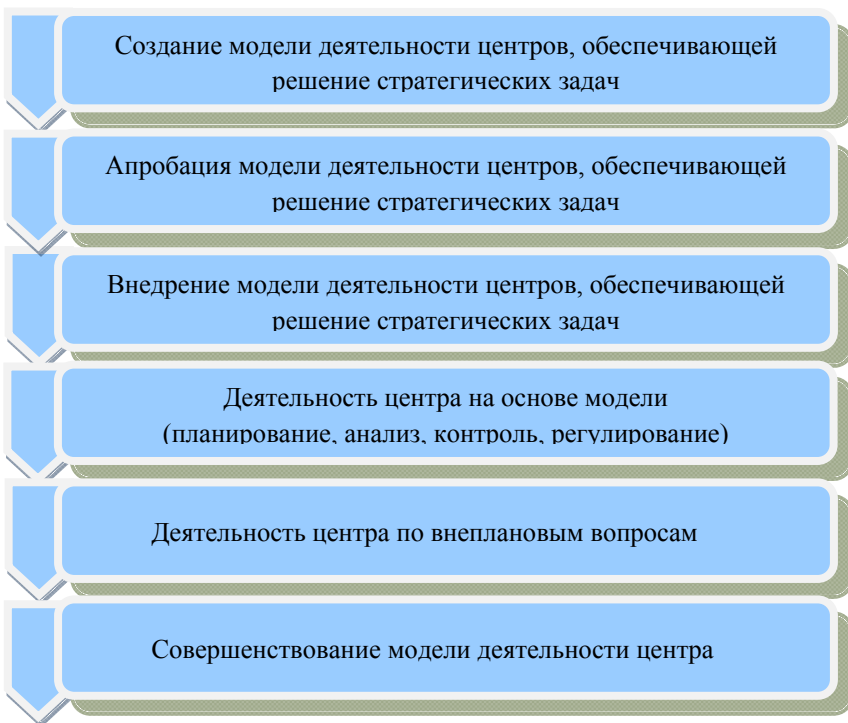 Создание модели деятельности центров, обеспечивающей
решение стратегических задач
Апробация модели деятельности центров, обеспечивающей
решение стратегических задач
Внедрение модели деятельности центров, обеспечивающей
решение стратегических задач
Деятельность центра на основе модели
(планирование, анализ, контроль, регулирование)
Деятельность центра по внеплановым вопросам
Совершенствование модели деятельности центра